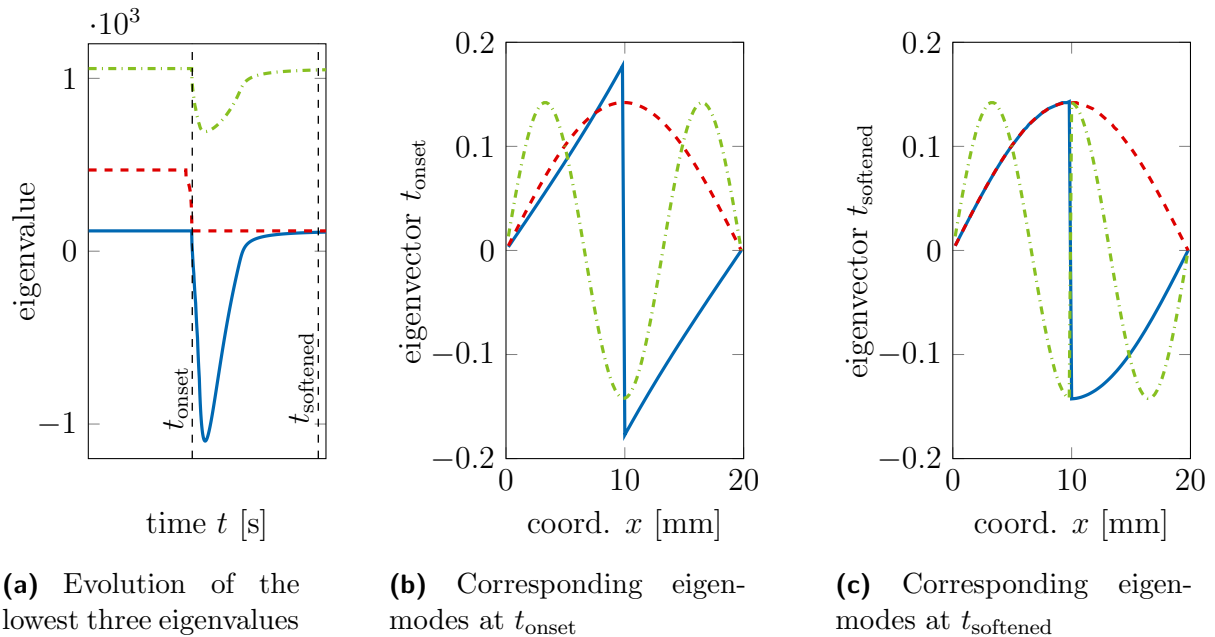 ·10³
1
0
−1
eigenvalue
t_onset
t_softened
time t [s]
(a) Evolution of the
lowest three eigenvalues
0.2
0.1
0
−0.1
−0.2
eigenvector t_onset
0 10 20
coord. x [mm]
(b) Corresponding eigen-
modes at t_onset
0.2
0.1
0
−0.1
−0.2
eigenvector t_softened
0 10 20
coord. x [mm]
(c) Corresponding eigen-
modes at t_softened